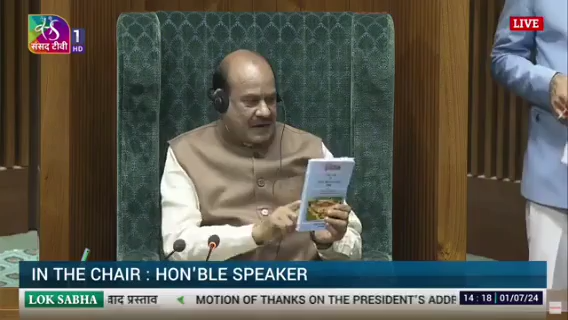 संसद टीवी 1
HD
LIVE
IN THE CHAIR : HON'BLE SPEAKER
LOK SABHA वाद प्रस्ताव MOTION OF THANKS ON THE PRESIDENT'S ADDR 14:18 01/07/24